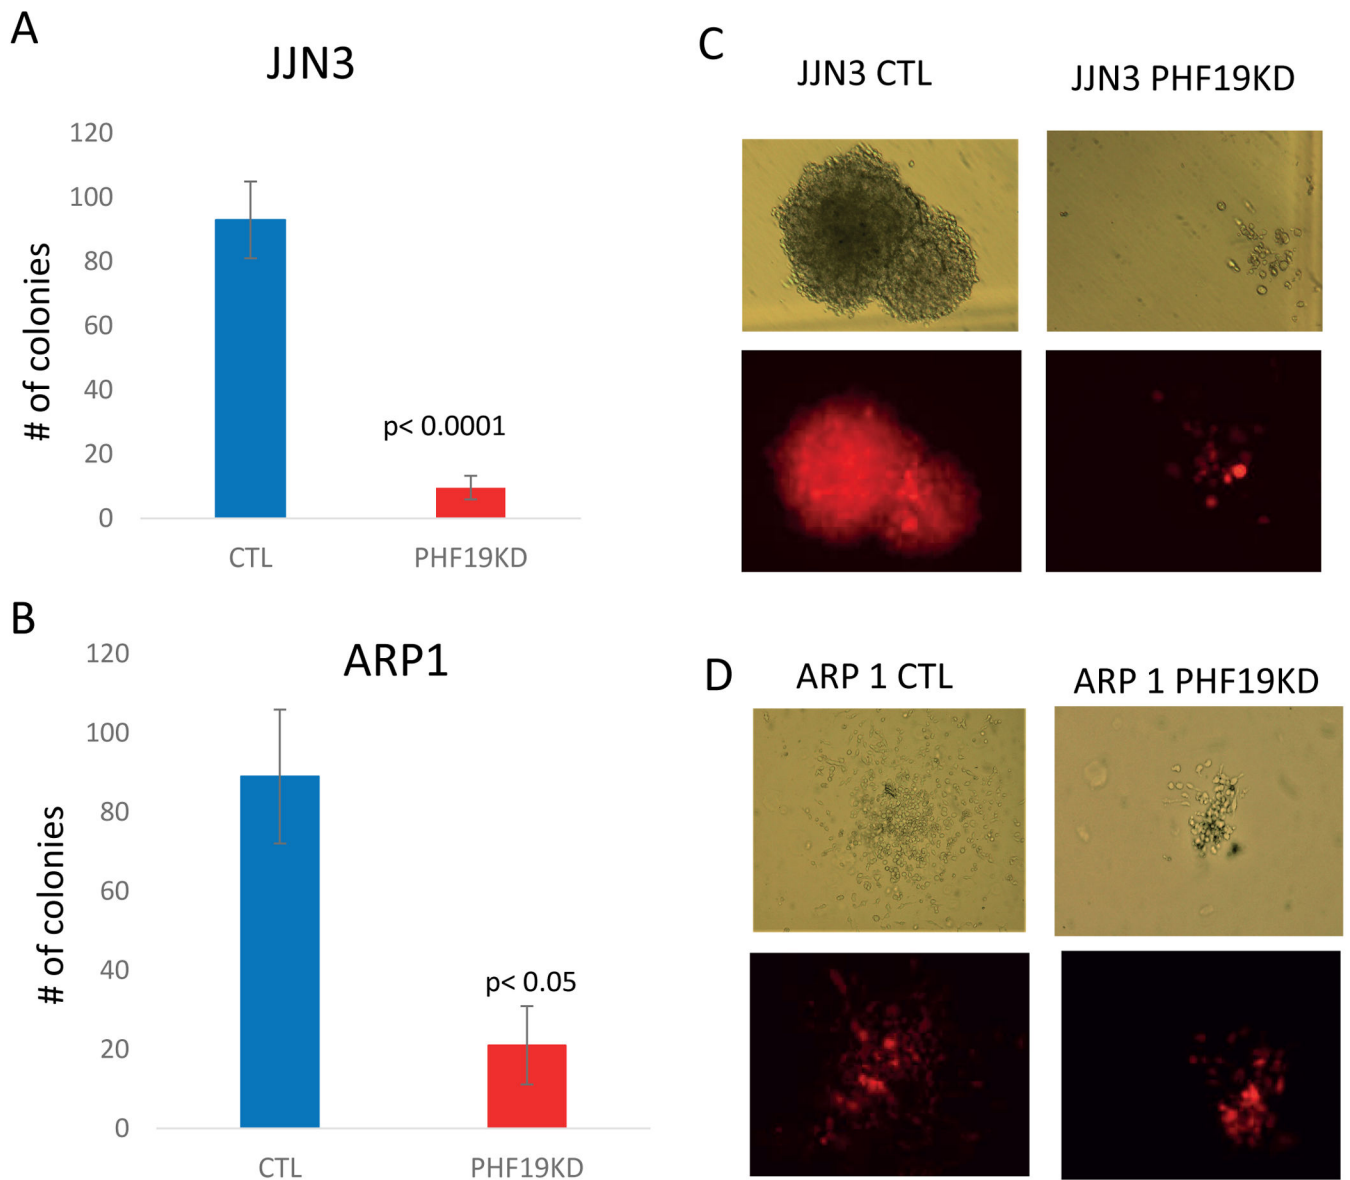 A
JJN3
120
100
80
60
40
20
0
# of colonies
p< 0.0001
CTL
PHF19KD
B
ARP1
120
100
80
60
40
20
0
# of colonies
p< 0.05
CTL
PHF19KD
C
JJN3 CTL
JJN3 PHF19KD
D
ARP 1 CTL
ARP 1 PHF19KD